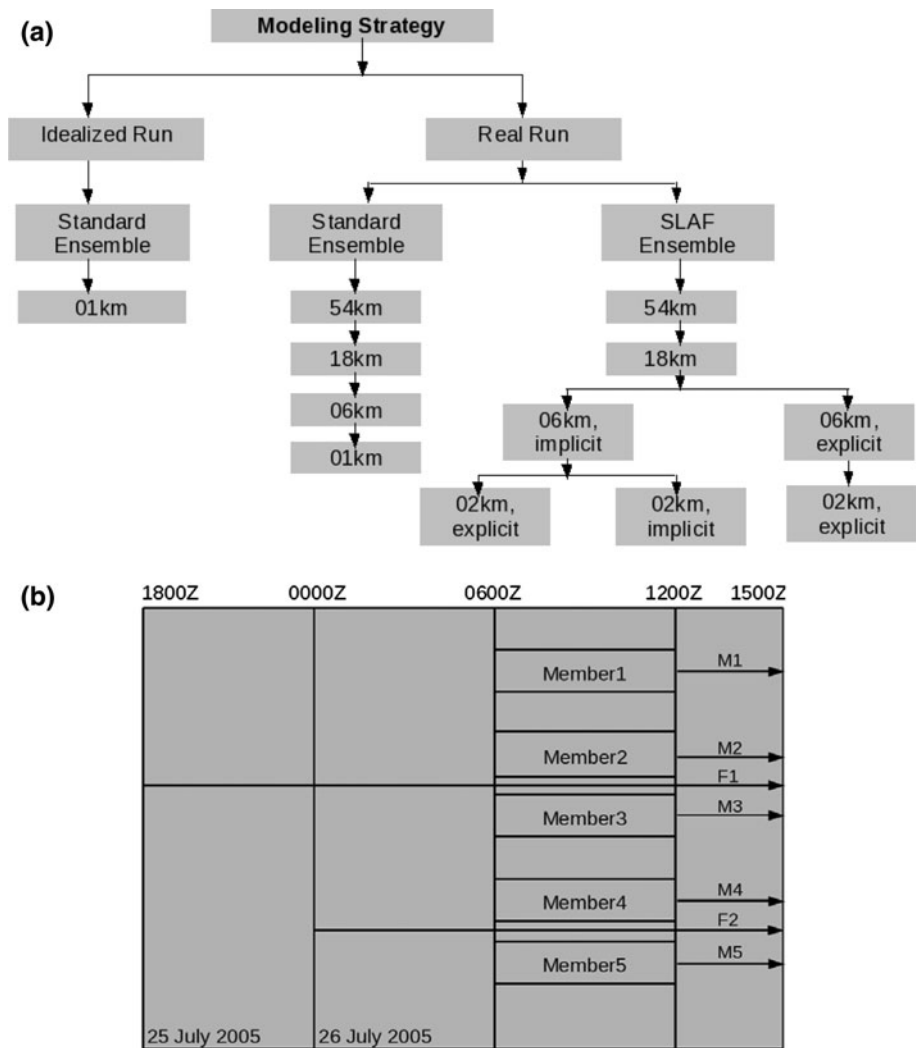 (a)
Modeling Strategy
Idealized Run
Real Run
Standard
Ensemble
Standard
Ensemble
SLAF
Ensemble
01km
54km
54km
18km
18km
06km
06km,
implicit
06km,
explicit
01km
02km,
explicit
02km,
implicit
02km,
explicit
(b)
1800Z 0000Z 0600Z 1200Z 1500Z
Member1
M1
Member2
M2
F1
Member3
M3
Member4
M4
F2
Member5
M5
25 July 2005
26 July 2005